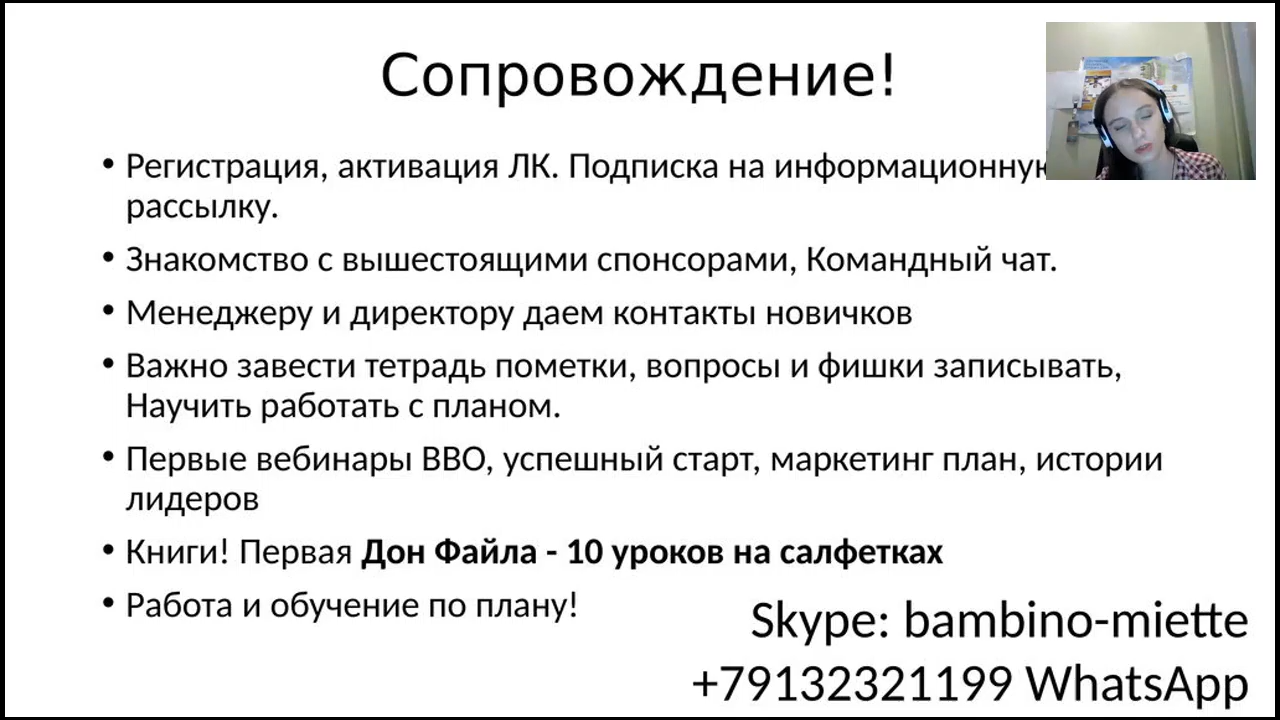 Сопровождение!
• Регистрация, активация ЛК. Подписка на
рассылку.
• Знакомство с вышестоящими спонсорами, Командный чат.
• Менеджеру и директору даем контакты новичков
• Важно завести тетрадь пометки, вопросы и фишки записывать,
Научить работать с планом.
• Первые вебинары ВВО, успешный старт, маркетинг план, истории
лидеров
• Книги! Первая Дон Файла - 10 уроков на салфетках
• Работа и обучение по плану!
Skype: bambino-miette
+79132321199 WhatsApp